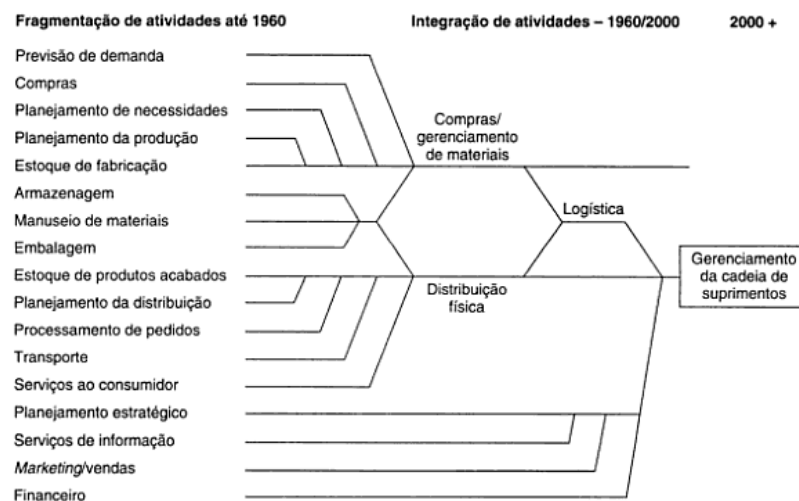 Fragmentação de atividades até 1960
Integração de atividades – 1960/2000
2000 +
Previsão de demanda
Compras
Planejamento de necessidades
Planejamento da produção
Estoque de fabricação
Armazenagem
Manuseio de materiais
Embalagem
Estoque de produtos acabados
Planejamento da distribuição
Processamento de pedidos
Transporte
Serviços ao consumidor
Planejamento estratégico
Serviços de informação
Marketing/vendas
Financeiro
Compras/
gerenciamento
de materiais
Logística
Distribuição
física
Gerenciamento
da cadeia de
suprimentos